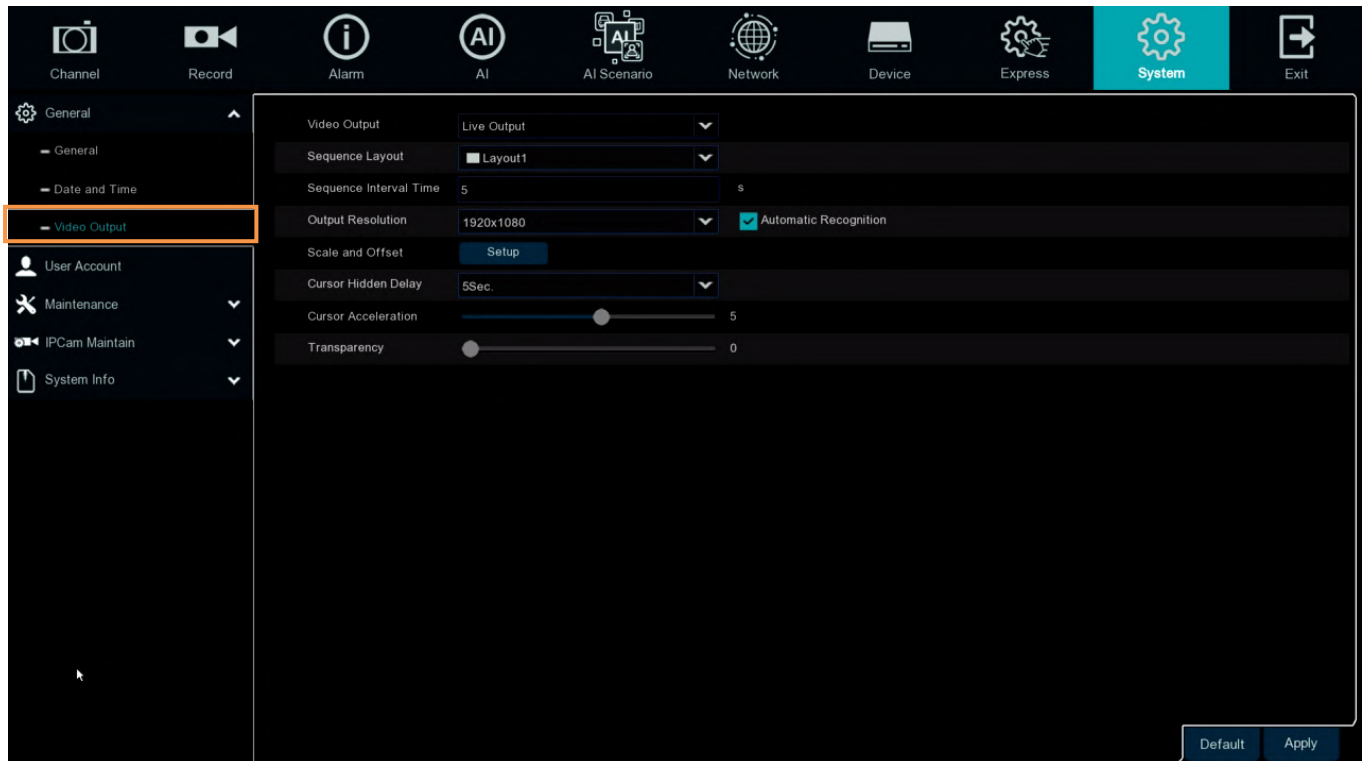 Channel Record Alarm AI AI Scenario Network Device Express System Exit
AI
AI
General
General
Date and Time
Video Output
User Account
Maintenance
IPCam Maintain
System Info
Video Output Live Output
Sequence Layout Layout1
Sequence Interval Time 5 s
Output Resolution 1920x1080 Automatic Recognition
Scale and Offset Setup
Cursor Hidden Delay 5Sec.
Cursor Acceleration 5
Transparency 0
Default Apply